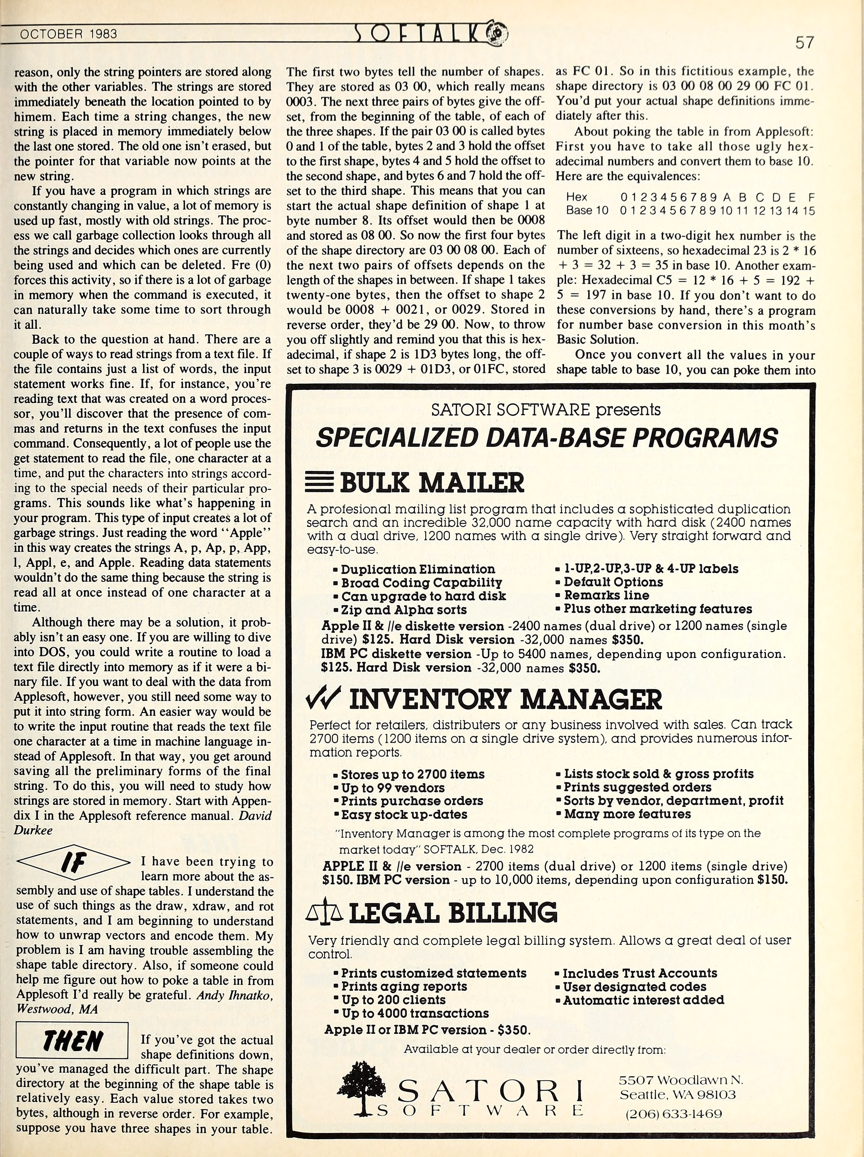 OCTOBER 1983
SOFTALK
57
reason, only the string pointers are stored along
with the other variables. The strings are stored
immediately beneath the location pointed to by
himem. Each time a string changes, the new
string is placed in memory immediately below
the last one stored. The old one isn't erased, but
the pointer for that variable now points at the
new string.
If you have a program in which strings are
constantly changing in value, a lot of memory is
used up fast, mostly with old strings. The proc-
ess we call garbage collection looks through all
the strings and decides which ones are currently
being used and which can be deleted. Fre (0)
forces this activity, so if there is a lot of garbage
in memory when the command is executed, it
can naturally take some time to sort through
it all.
Back to the question at hand. There are a
couple of ways to read strings from a text file. If
the file contains just a list of words, the input
statement works fine. If, for instance, you're
reading text that was created on a word proces-
sor, you'll discover that the presence of com-
mas and returns in the text confuses the input
command. Consequently, a lot of people use the
get statement to read the file, one character at a
time, and put the characters into strings accord-
ing to the special needs of their particular pro-
grams. This sounds like what's happening in
your program. This type of input creates a lot of
garbage strings. Just reading the word "Apple"
in this way creates the strings A, p, Ap, p, App,
l, Appl, e, and Apple. Reading data statements
wouldn't do the same thing because the string is
read all at once instead of one character at a
time.
Although there may be a solution, it prob-
ably isn't an easy one. If you are willing to dive
into DOS, you could write a routine to load a
text file directly into memory as if it were a bi-
nary file. If you want to deal with the data from
Applesoft, however, you still need some way to
put it into string form. An easier way would be
to write the input routine that reads the text file
one character at a time in machine language in-
stead of Applesoft. In that way, you get around
saving all the preliminary forms of the final
string. To do this, you will need to study how
strings are stored in memory. Start with Appen-
dix I in the Applesoft reference manual. David
Durkee
IF
I have been trying to
learn more about the as-
sembly and use of shape tables. I understand the
use of such things as the draw, xdraw, and rot
statements, and I am beginning to understand
how to unwrap vectors and encode them. My
problem is I am having trouble assembling the
shape table directory. Also, if someone could
help me figure out how to poke a table in from
Applesoft I'd really be grateful. Andy Ihnatko,
Westwood, MA
THEN
If you've got the actual
shape definitions down,
you've managed the difficult part. The shape
directory at the beginning of the shape table is
relatively easy. Each value stored takes two
bytes, although in reverse order. For example,
suppose you have three shapes in your table.
The first two bytes tell the number of shapes.
They are stored as 03 00, which really means
0003. The next three pairs of bytes give the off-
set, from the beginning of the table, of each of
the three shapes. If the pair 03 00 is called bytes
0 and 1 of the table, bytes 2 and 3 hold the offset
to the first shape, bytes 4 and 5 hold the offset to
the second shape, and bytes 6 and 7 hold the off-
set to the third shape. This means that you can
start the actual shape definition of shape 1 at
byte number 8. Its offset would then be 0008
and stored as 08 00. So now the first four bytes
of the shape directory are 03 00 08 00. Each of
the next two pairs of offsets depends on the
length of the shapes in between. If shape 1 takes
twenty-one bytes, then the offset to shape 2
would be 0008 + 0021, or 0029. Stored in
reverse order, they'd be 29 00. Now, to throw
you off slightly and remind you that this is hex-
adecimal, if shape 2 is 1D3 bytes long, the off-
set to shape 3 is 0029 + 01D3, or 01FC, stored
as FC 01. So in this fictitious example, the
shape directory is 03 00 08 00 29 00 FC 01.
You'd put your actual shape definitions imme-
diately after this.
About poking the table in from Applesoft:
First you have to take all those ugly hex-
adecimal numbers and convert them to base 10.
Here are the equivalences:
Hex 0 1 2 3 4 5 6 7 8 9 A B C D E F
Base 10 0 1 2 3 4 5 6 7 8 9 10 11 12 13 14 15
The left digit in a two-digit hex number is the
number of sixteens, so hexadecimal 23 is 2 * 16
+ 3 = 32 + 3 = 35 in base 10. Another exam-
ple: Hexadecimal C5 = 12 * 16 + 5 = 192 +
5 = 197 in base 10. If you don't want to do
these conversions by hand, there's a program
for number base conversion in this month's
Basic Solution.
Once you convert all the values in your
shape table to base 10, you can poke them into
SATORI SOFTWARE presents
SPECIALIZED DATA-BASE PROGRAMS
BULK MAILER
A profesional mailing list program that includes a sophisticated duplication
search and an incredible 32,000 name capacity with hard disk (2400 names
with a dual drive, 1200 names with a single drive). Very straight forward and
easy-to-use.
▪ Duplication Elimination
▪ Broad Coding Capability
▪ Can upgrade to hard disk
▪ Zip and Alpha sorts
▪ 1-UP,2-UP,3-UP & 4-UP labels
▪ Default Options
▪ Remarks line
▪ Plus other marketing features
Apple II & //e diskette version -2400 names (dual drive) or 1200 names (single
drive) $125. Hard Disk version -32,000 names $350.
IBM PC diskette version -Up to 5400 names, depending upon configuration.
$125. Hard Disk version -32,000 names $350.
INVENTORY MANAGER
Perfect for retailers, distributers or any business involved with sales. Can track
2700 items (1200 items on a single drive system), and provides numerous infor-
mation reports.
▪ Stores up to 2700 items
▪ Up to 99 vendors
▪ Prints purchase orders
▪ Easy stock up-dates
▪ Lists stock sold & gross profits
▪ Prints suggested orders
▪ Sorts by vendor, department, profit
▪ Many more features
"Inventory Manager is among the most complete programs of its type on the
market today" SOFTALK, Dec. 1982
APPLE II & //e version - 2700 items (dual drive) or 1200 items (single drive)
$150. IBM PC version - up to 10,000 items, depending upon configuration $150.
LEGAL BILLING
Very friendly and complete legal billing system. Allows a great deal of user
control.
▪ Prints customized statements
▪ Prints aging reports
▪ Up to 200 clients
▪ Up to 4000 transactions
▪ Includes Trust Accounts
▪ User designated codes
▪ Automatic interest added
Apple II or IBM PC version - $350.
Available at your dealer or order directly from:
SATORI
SOFTWARE
5507 Woodlawn N.
Seattle, WA 98103
(206) 633-1469